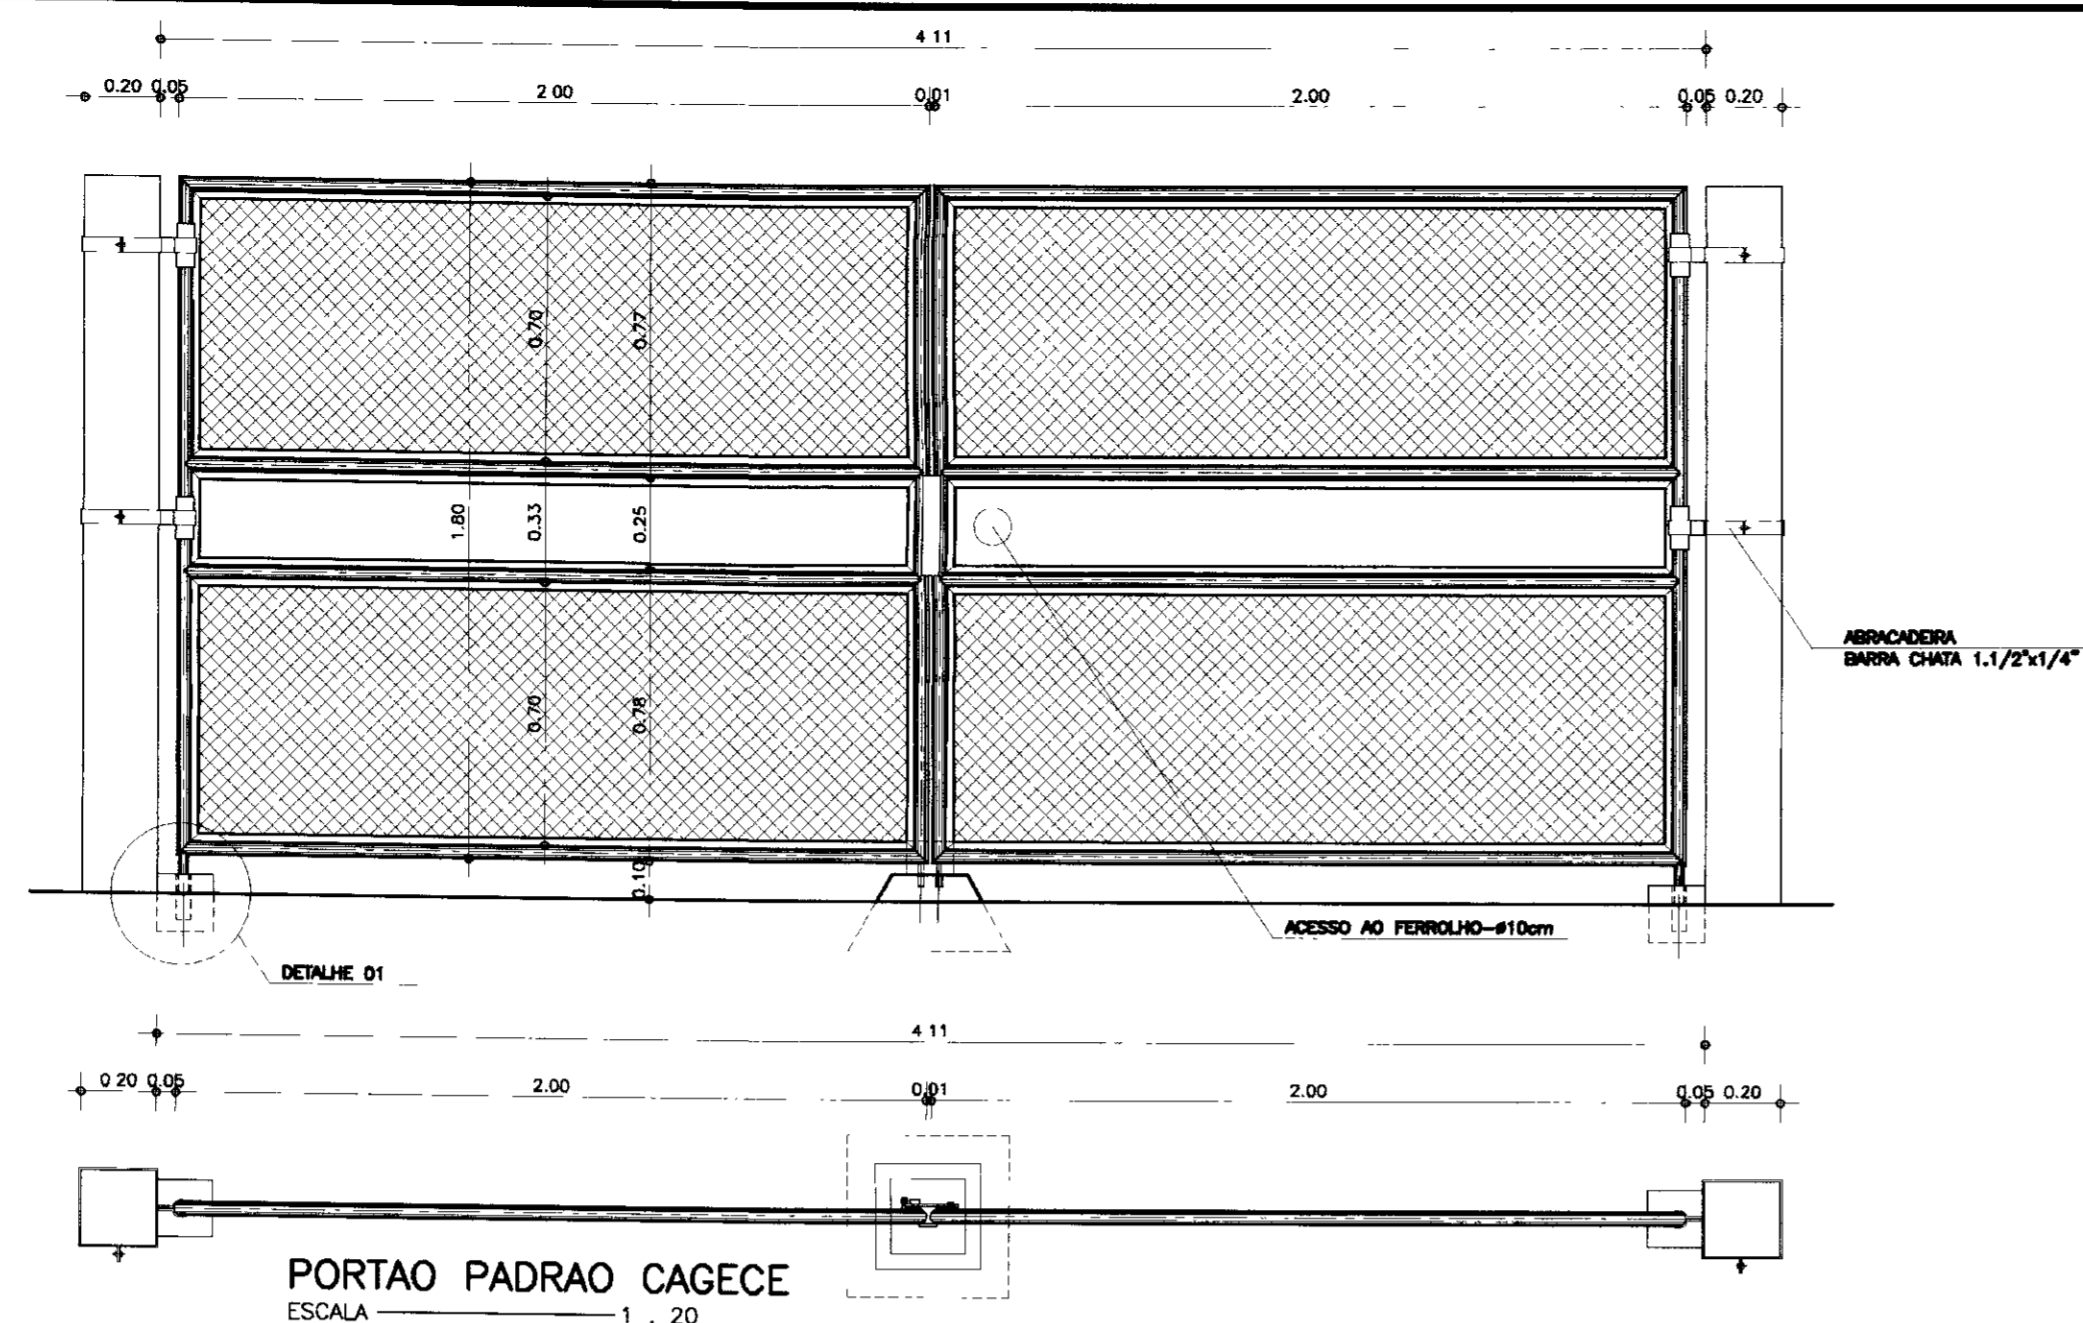 4 11
0.20 0.05 2 00 0.01 2.00 0.05 0.20
0.70 0.77
1.80 0.33 0.25
ABRACADEIRA
BARRA CHATA 1.1/2"x1/4"
0.70 0.78
0.10
ACESSO AO FERROLHO-ø10cm
DETALHE 01
4 11
0 20 0.05 2.00 0.01 2.00 0.05 0.20
PORTAO PADRAO CAGECE
ESCALA 1 . 20